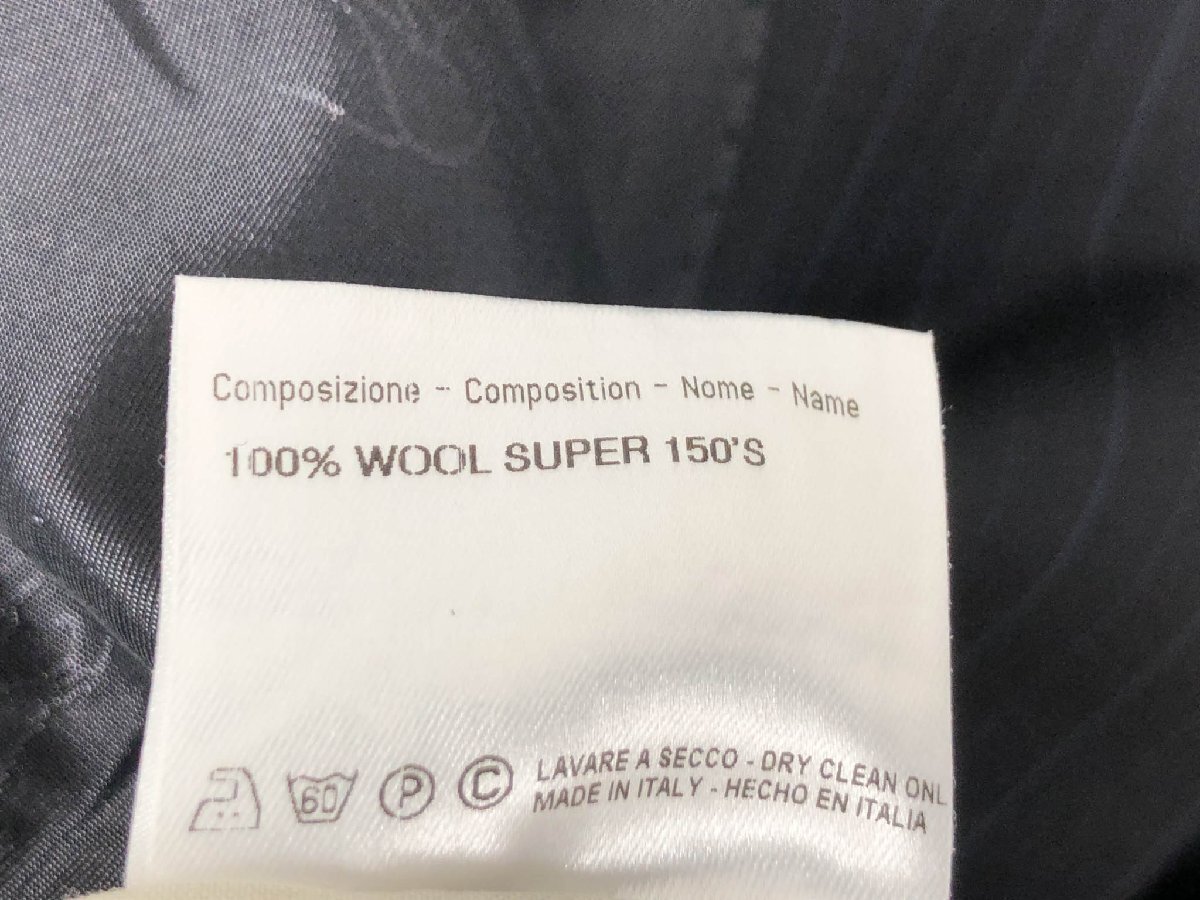 Composizione - Composition - Nome - Name
100% WOOL SUPER 150'S
60 P C LAVARE A SECCO - DRY CLEAN ONL
MADE IN ITALY - HECHO EN ITALIA